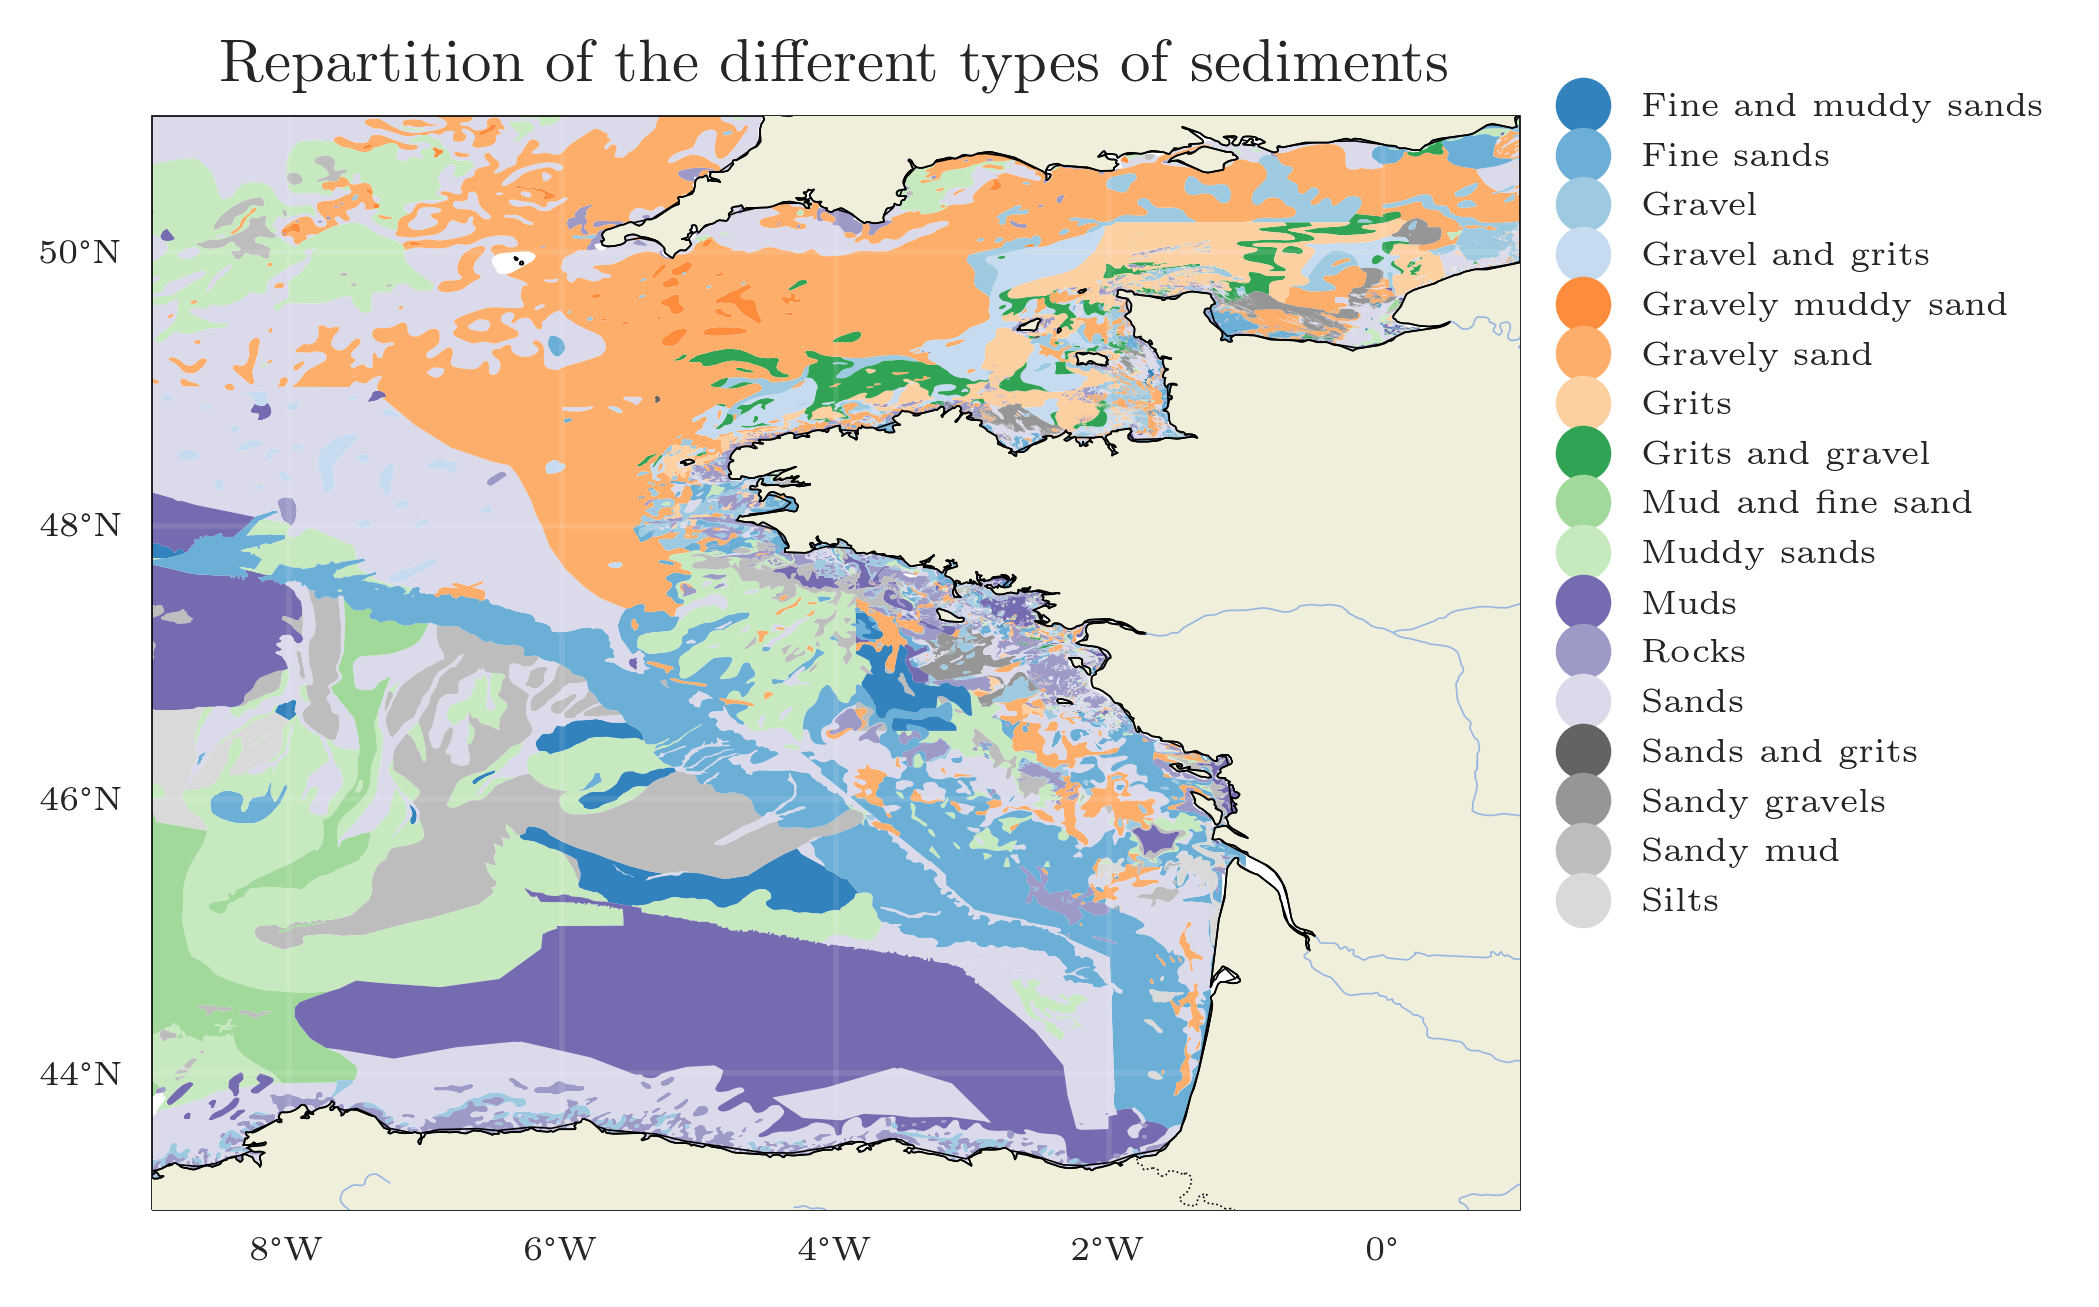 Repartition of the different types of sediments
50°N
48°N
46°N
44°N
8°W
6°W
4°W
2°W
0°
Fine and muddy sands
Fine sands
Gravel
Gravel and grits
Gravely muddy sand
Gravely sand
Grits
Grits and gravel
Mud and fine sand
Muddy sands
Muds
Rocks
Sands
Sands and grits
Sandy gravels
Sandy mud
Silts